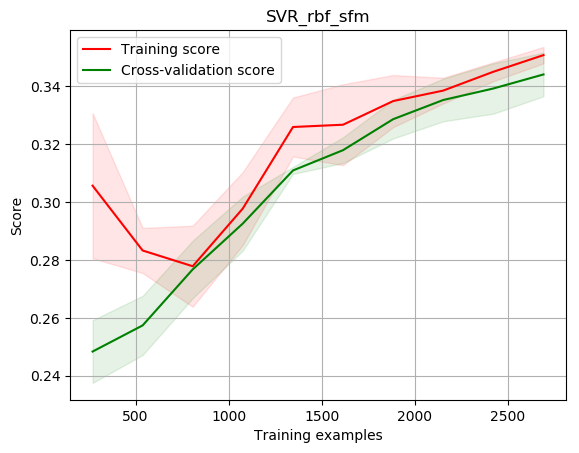 SVR_rbf_sfm
Training score
Cross-validation score
0.34
0.32
0.30
0.28
0.26
0.24
Score
500
1000
1500
2000
2500
Training examples